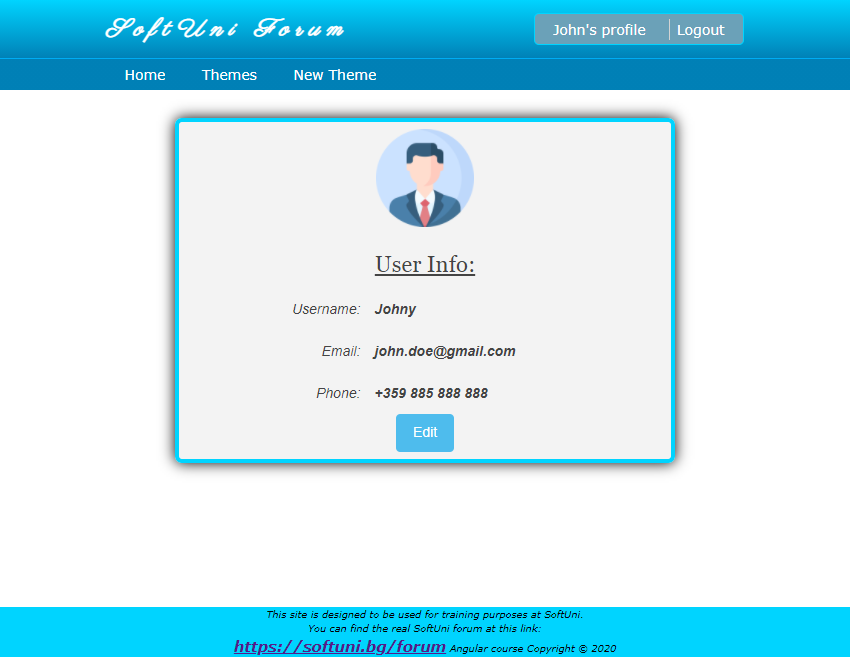 SoftUni Forum
John's profile Logout
Home Themes New Theme
User Info:
Username: Johny
Email: john.doe@gmail.com
Phone: +359 885 888 888
Edit
This site is designed to be used for training purposes at SoftUni.
You can find the real SoftUni forum at this link:
https://softuni.bg/forum Angular course Copyright © 2020